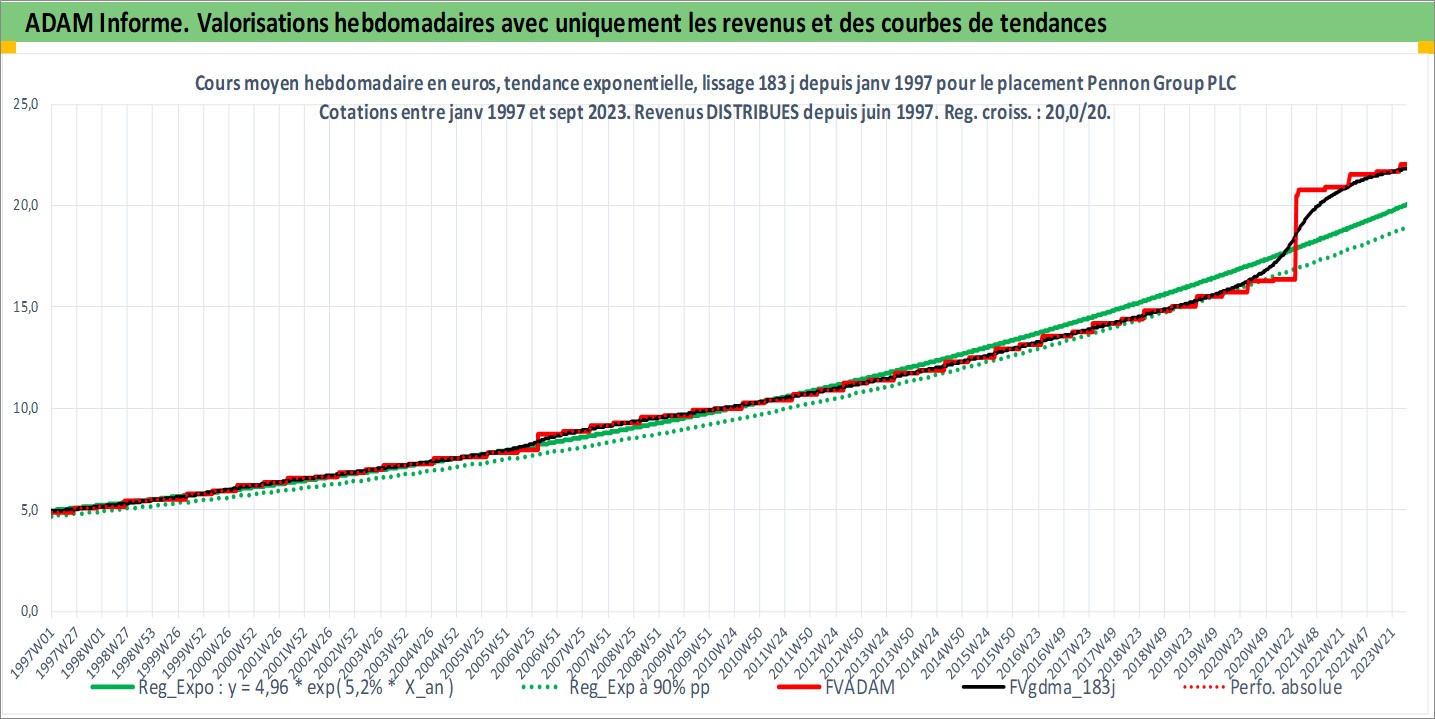 ADAM Informe. Valorisations hebdomadaires avec uniquement les revenus et des courbes de tendances
Cours moyen hebdomadaire en euros, tendance exponentielle, lissage 183 j depuis janv 1997 pour le placement Pennon Group PLC
Cotations entre janv 1997 et sept 2023. Revenus DISTRIBUES depuis juin 1997. Reg. croiss. : 20,0/20.
25,0
20,0
15,0
10,0
5,0
0,0
1997W01
1997W27
1998W01
1998W27
1998W53
1999W26
1999W52
2000W26
2000W52
2001W26
2001W52
2002W26
2002W52
2003W26
2003W52
2004W26
2004W52
2005W25
2005W51
2006W25
2006W51
2007W25
2007W51
2008W25
2008W51
2009W25
2009W51
2010W24
2010W50
2011W24
2011W50
2012W24
2012W50
2013W24
2013W50
2014W24
2014W50
2015W24
2015W50
2016W23
2016W49
2017W23
2017W49
2018W23
2018W49
2019W23
2019W49
2020W23
2020W49
2021W22
2021W48
2022W21
2022W47
2023W21
Reg_Expo : y = 4,96 * exp( 5,2% * X_an )
Reg_Exp à 90% pp
FVADAM
FVgdma_183j
Perfo. absolue